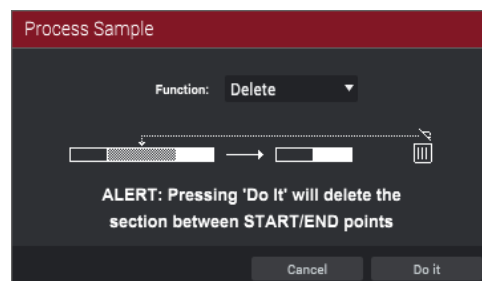 Process Sample
Function: Delete
ALERT: Pressing 'Do It' will delete the
section between START/END points
Cancel Do it